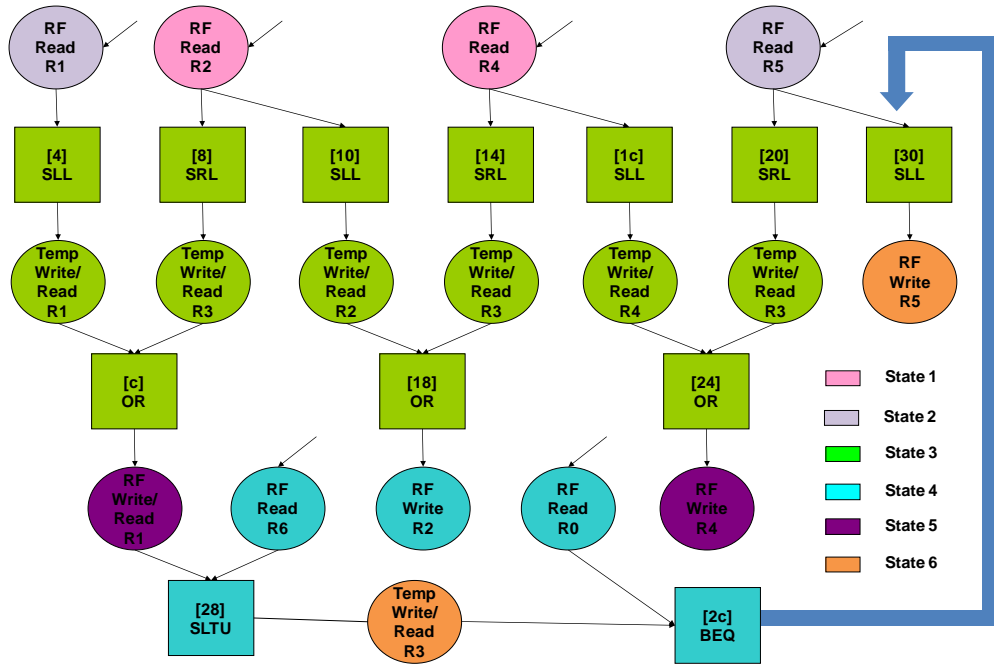 RF
Read
R1
RF
Read
R2
RF
Read
R4
RF
Read
R5
[4]
SLL
[8]
SRL
[10]
SLL
[14]
SRL
[1c]
SLL
[20]
SRL
[30]
SLL
Temp
Write/
Read
R1
Temp
Write/
Read
R3
Temp
Write/
Read
R2
Temp
Write/
Read
R3
Temp
Write/
Read
R4
Temp
Write/
Read
R3
RF
Write
R5
[c]
OR
[18]
OR
[24]
OR
State 1
State 2
State 3
State 4
State 5
State 6
RF
Write/
Read
R1
RF
Read
R6
RF
Write
R2
RF
Read
R0
RF
Write
R4
[28]
SLTU
Temp
Write/
Read
R3
[2c]
BEQ